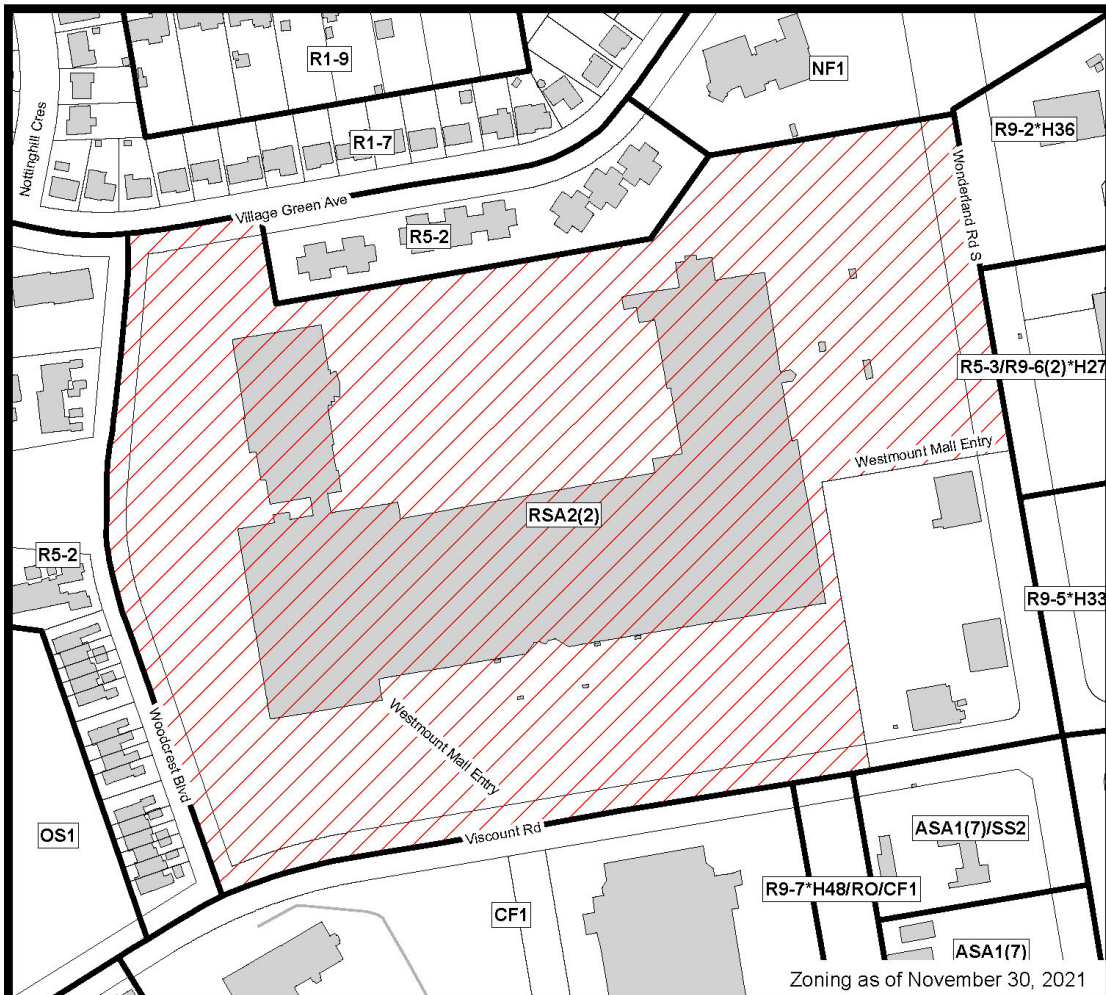 R1-9
NF1
R9-2*H36
R1-7
Nottinghill Cres
Wonderland Rd S
Village Green Ave
R5-2
R5-3/R9-6(2)*H27
Westmount Mall Entry
RSA2(2)
R5-2
R9-5*H33
Westmount Mall Entry
Woodcrest Blvd
Viscount Rd
OS1
ASA1(7)/SS2
R9-7*H48/RO/CF1
CF1
ASA1(7)
Zoning as of November 30, 2021